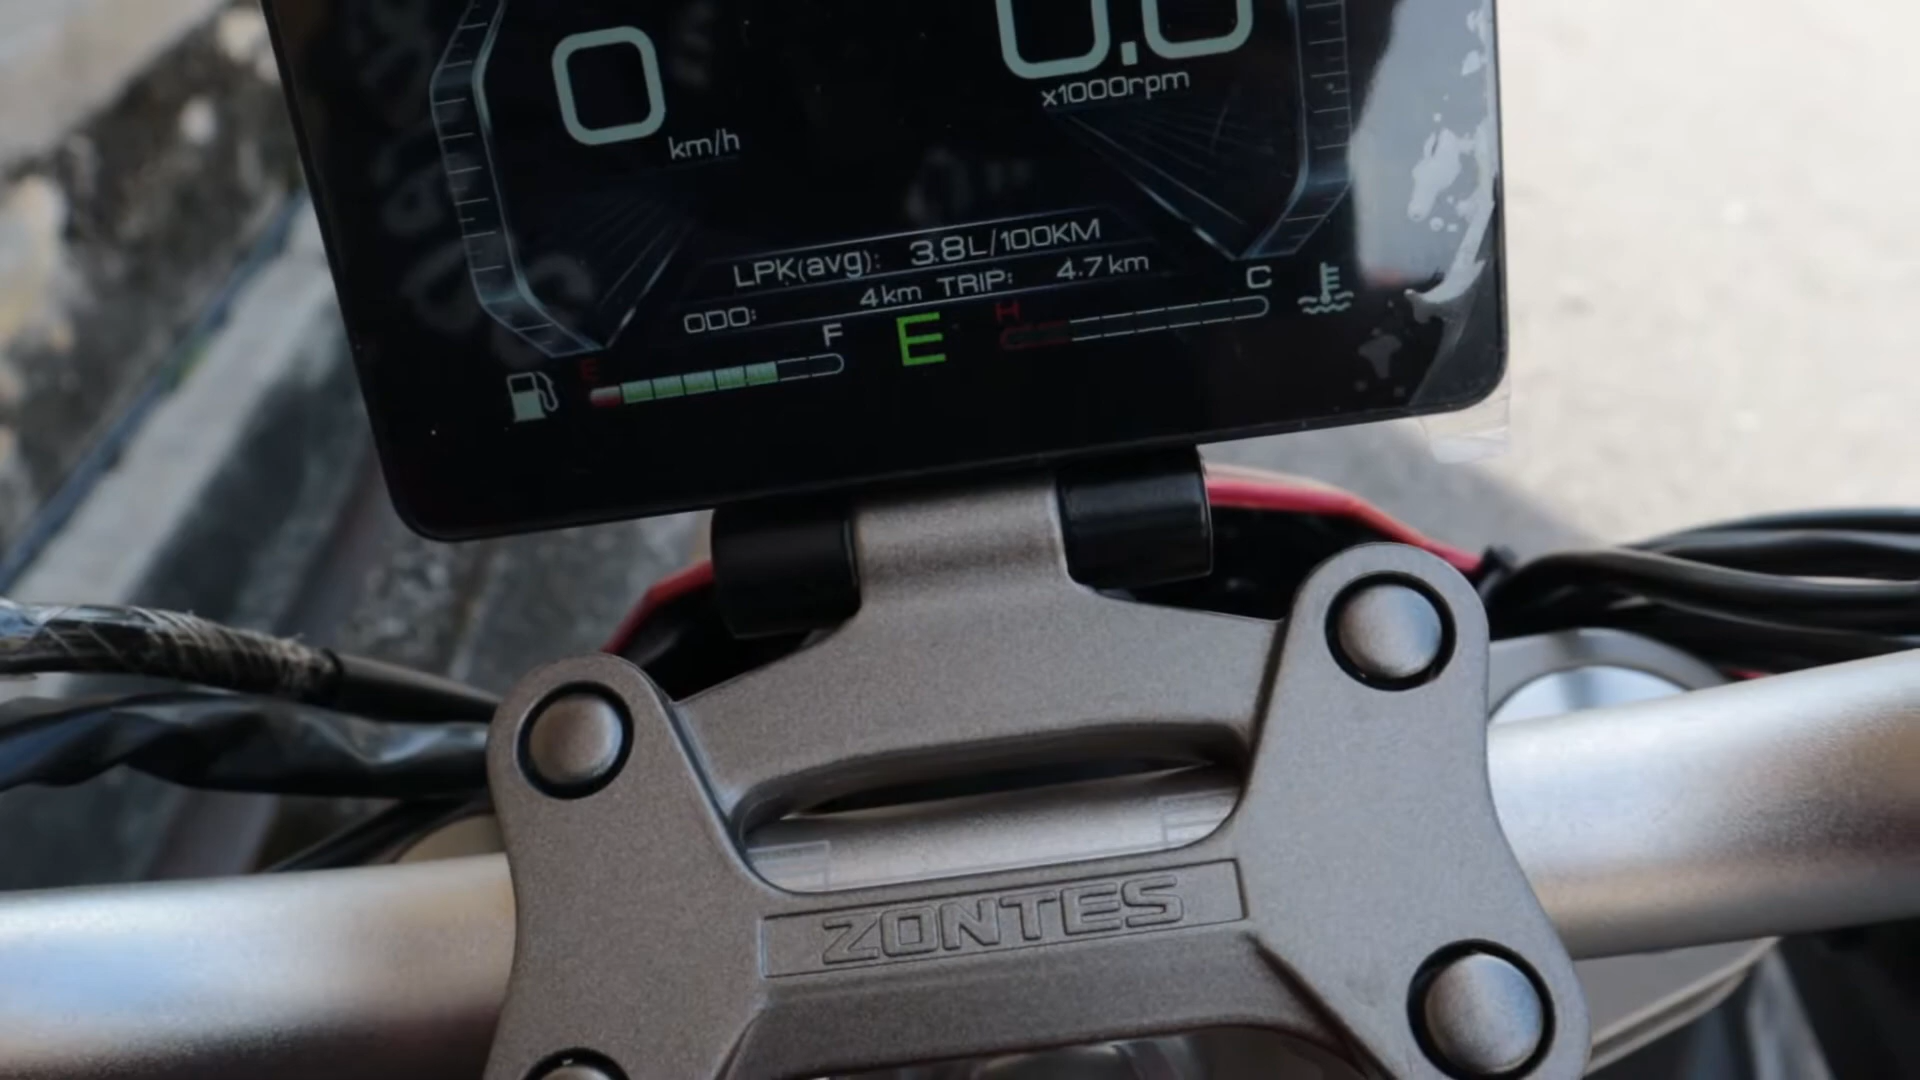 0 km/h
0.0
x1000rpm
LPK(avg): 3.8L/100KM
ODO: 4km TRIP: 4.7km
E F E H C
ZONTES